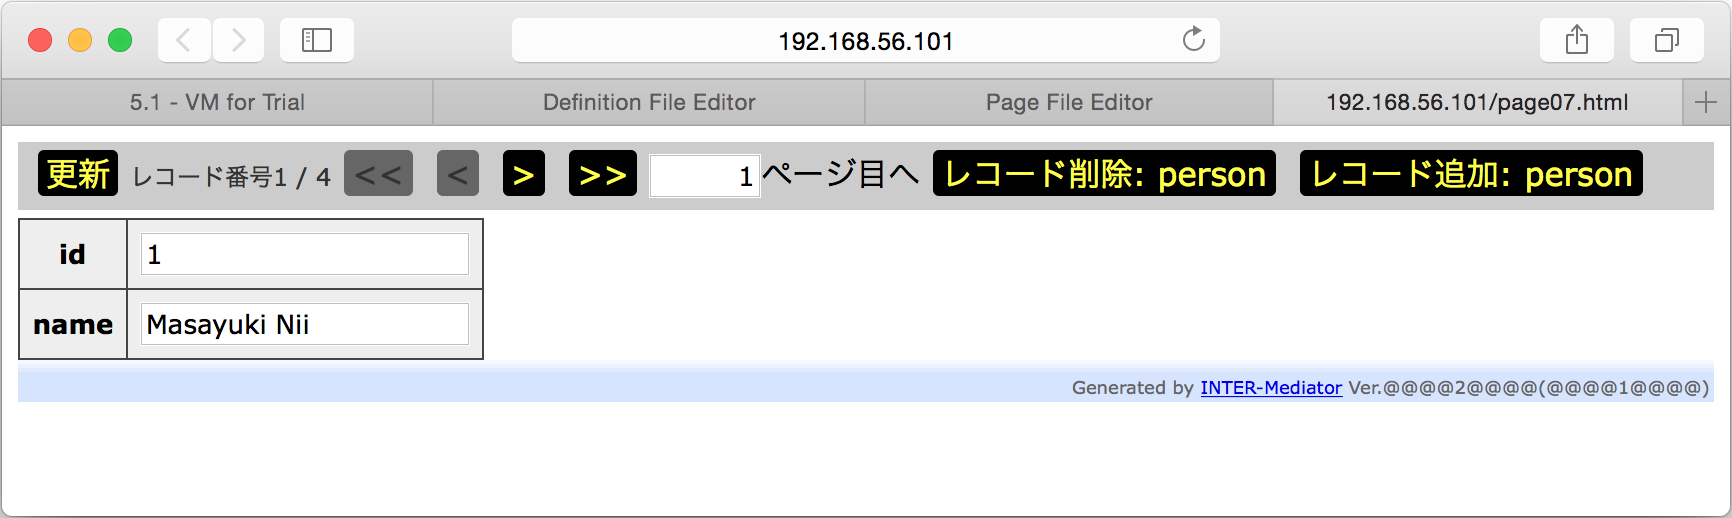 192.168.56.101
5.1 - VM for Trial Definition File Editor Page File Editor 192.168.56.101/page07.html
更新 レコード番号1 / 4 << < > >> 1 ページ目へ レコード削除: person レコード追加: person
id 1
name Masayuki Nii
Generated by INTER-Mediator Ver.@@@@2@@@@(@@@@1@@@@)